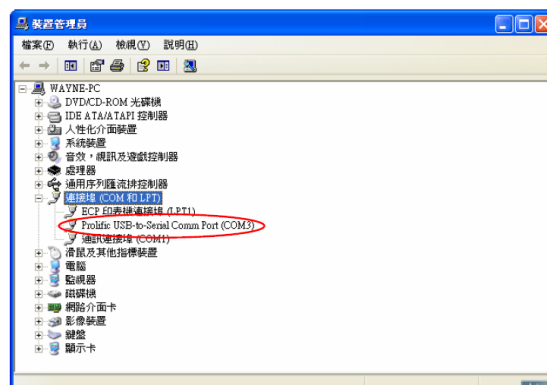 裝置管理員
檔案(F) 執行(A) 檢視(V) 說明(H)
WAYNE-PC
DVD/CD-ROM 光碟機
IDE ATA/ATAPI 控制器
人性化介面裝置
系統裝置
音效，視訊及遊戲控制器
處理器
通用序列匯流排控制器
連接埠 (COM 和 LPT)
ECP 印表機連接埠 (LPT1)
Prolific USB-to-Serial Comm Port (COM3)
通訊連接埠 (COM1)
滑鼠及其他指標裝置
電腦
監視器
磁碟機
網路介面卡
影像裝置
鍵盤
顯示卡